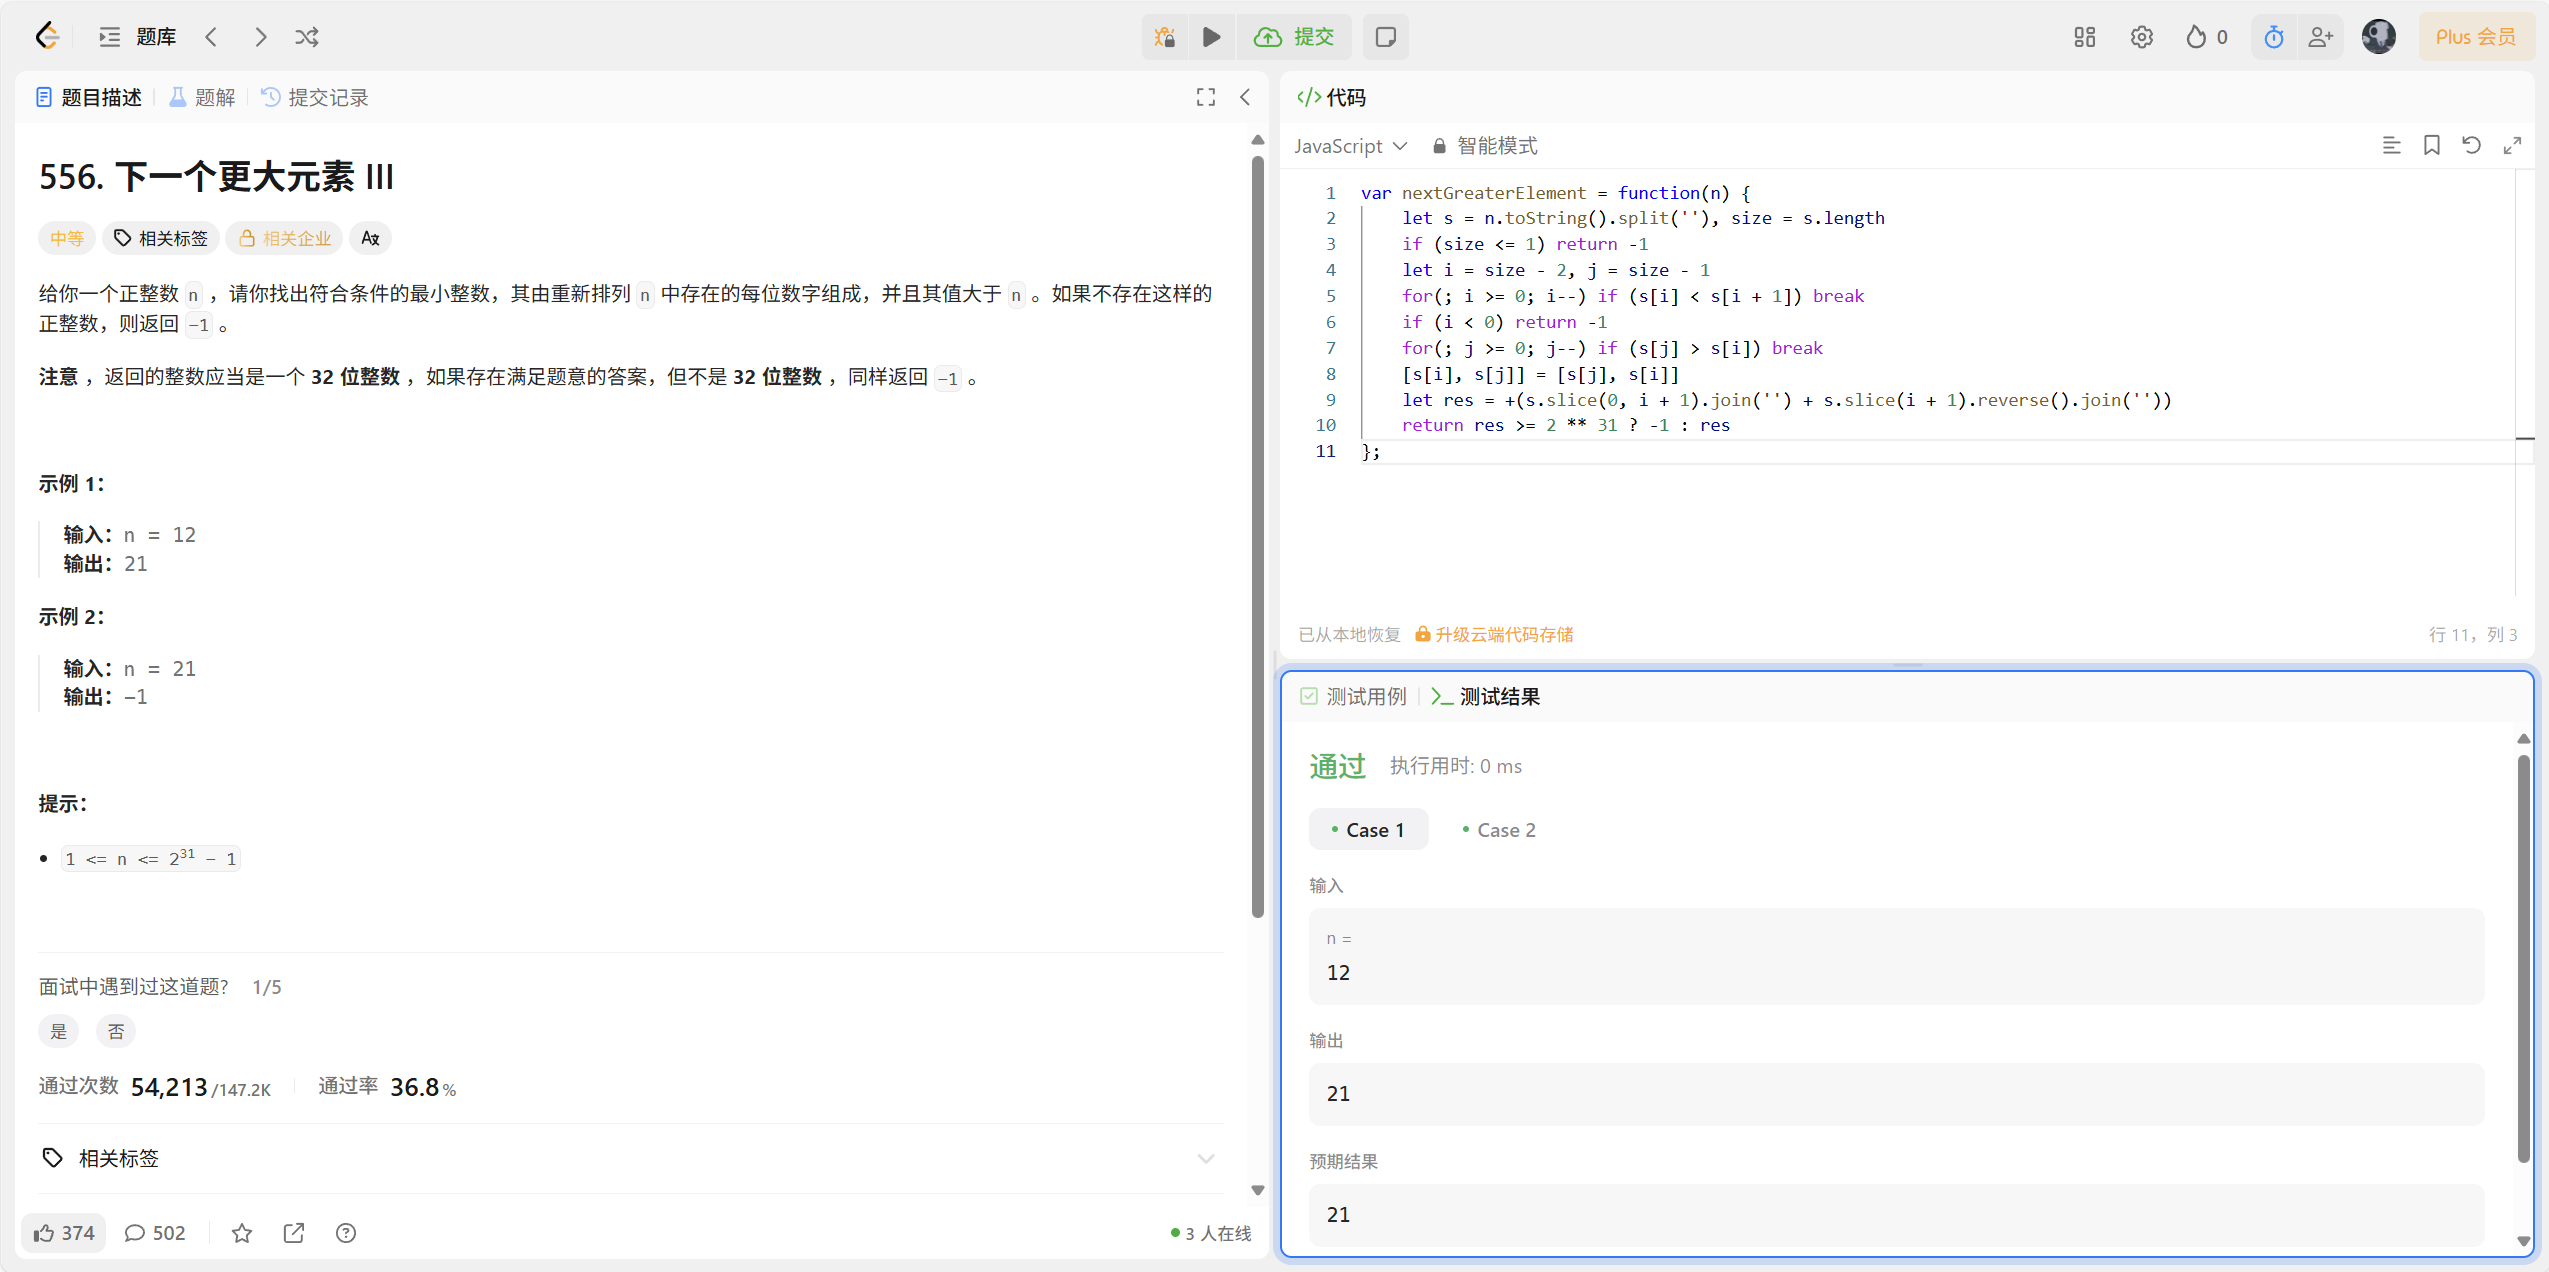 题库
提交
0
Plus 会员
题目描述
题解
提交记录
556. 下一个更大元素 III
中等
相关标签
相关企业
给你一个正整数 n ，请你找出符合条件的最小整数，其由重新排列 n 中存在的每位数字组成，并且其值大于 n 。如果不存在这样的
正整数，则返回 -1 。
注意 ，返回的整数应当是一个 32 位整数 ，如果存在满足题意的答案，但不是 32 位整数 ，同样返回 -1 。
示例 1：
输入：n = 12
输出：21
示例 2：
输入：n = 21
输出：-1
提示：
1 <= n <= 2³¹ - 1
面试中遇到过这道题? 1/5
是
否
通过次数 54,213/147.2K
通过率 36.8%
相关标签
374
502
3 人在线
</> 代码
JavaScript
智能模式
1 var nextGreaterElement = function(n) {
2     let s = n.toString().split(''), size = s.length
3     if (size <= 1) return -1
4     let i = size - 2, j = size - 1
5     for(; i >= 0; i--) if (s[i] < s[i + 1]) break
6     if (i < 0) return -1
7     for(; j >= 0; j--) if (s[j] > s[i]) break
8     [s[i], s[j]] = [s[j], s[i]]
9     let res = +(s.slice(0, i + 1).join('') + s.slice(i + 1).reverse().join(''))
10     return res >= 2 ** 31 ? -1 : res
11 };
已从本地恢复
升级云端代码存储
行 11，列 3
测试用例
测试结果
通过
执行用时: 0 ms
Case 1
Case 2
输入
n =
12
输出
21
预期结果
21